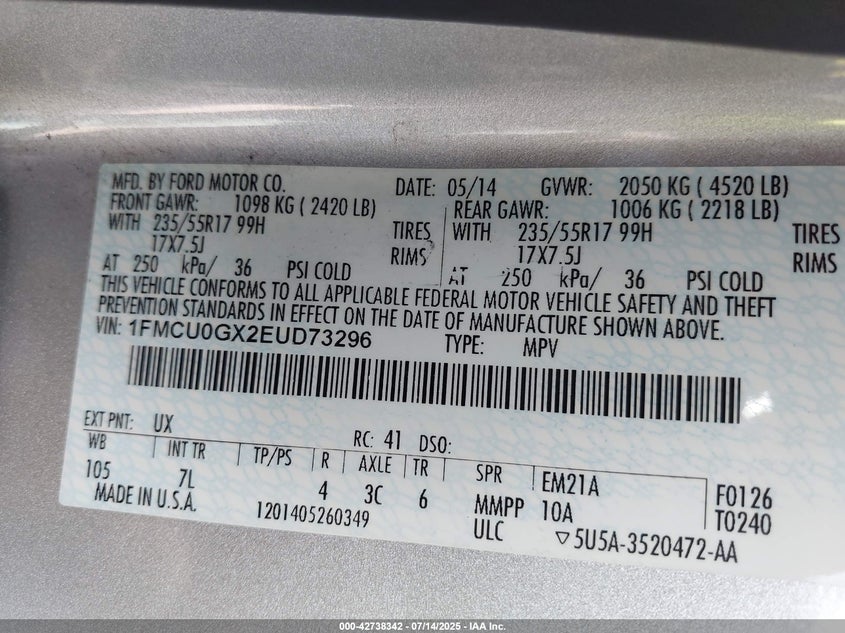 MFD. BY FORD MOTOR CO. DATE: 05/14 GVWR: 2050 KG ( 4520 LB)
FRONT GAWR: 1098 KG ( 2420 LB) REAR GAWR: 1006 KG ( 2218 LB)
WITH 235/55R17 99H TIRES WITH 235/55R17 99H TIRES
17X7.5J RIMS 17X7.5J RIMS
AT 250 kPa/ 36 PSI COLD AT 250 kPa/ 36 PSI COLD
THIS VEHICLE CONFORMS TO ALL APPLICABLE FEDERAL MOTOR VEHICLE SAFETY AND THEFT
PREVENTION STANDARDS IN EFFECT ON THE DATE OF MANUFACTURE SHOWN ABOVE.
VIN: 1FMCU0GX2EUD73296 TYPE: MPV
EXT PNT: UX RC: 41 DSO:
WB INT TR TP/PS R AXLE TR SPR EM21A F0126
105 7L 4 3C 6 MMPP 10A T0240
MADE IN U.S.A. 1201405260349 ULC ▽5U5A-3520472-AA
000-42738342 - 07/14/2025 - IAA Inc.